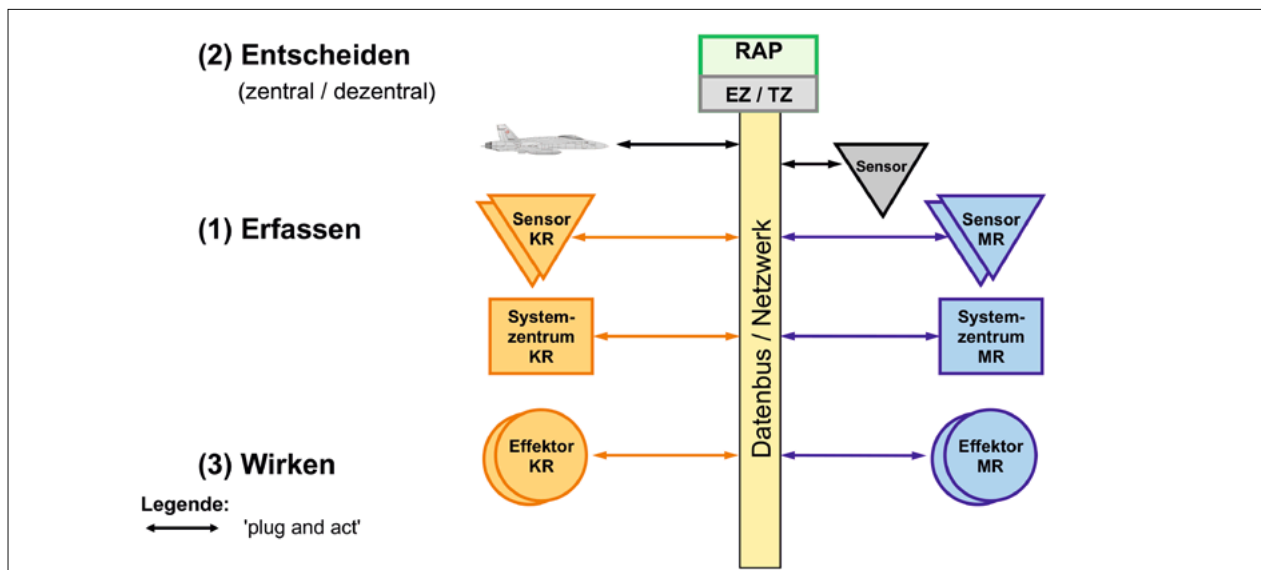 (2) Entscheiden
(zentral / dezentral)
RAP
EZ / TZ
Sensor
(1) Erfassen
Sensor
KR
Sensor
MR
Datenbus / Netzwerk
System-
zentrum
KR
System-
zentrum
MR
(3) Wirken
Effektor
KR
Effektor
MR
Legende:
'plug and act'